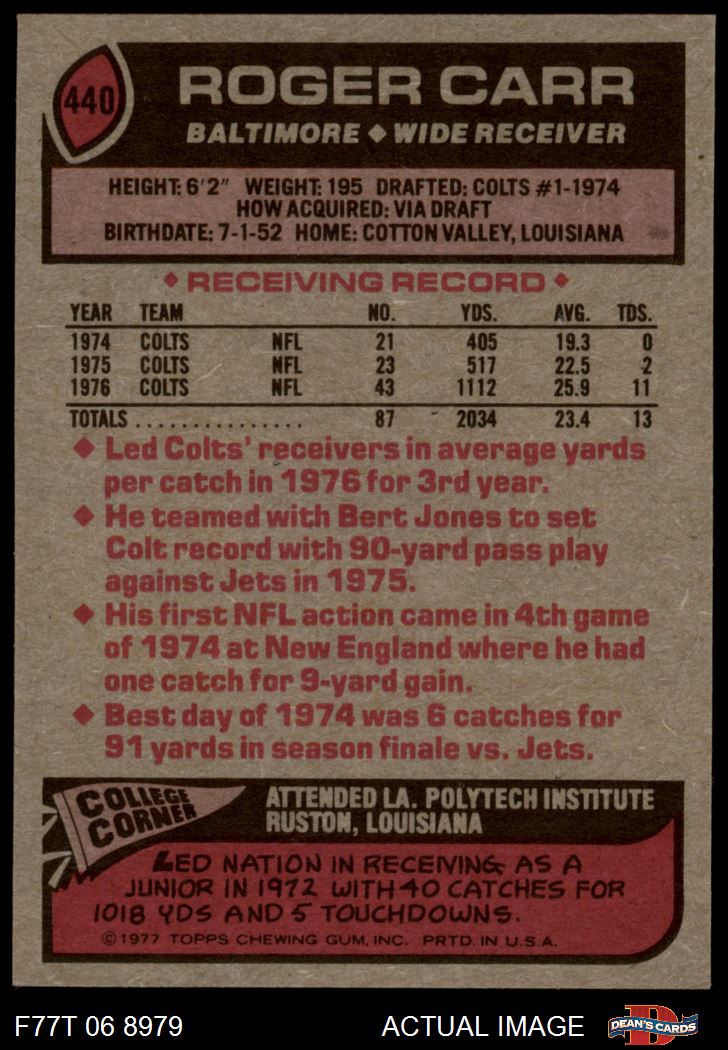 440
ROGER CARR
BALTIMORE ◆ WIDE RECEIVER
HEIGHT: 6'2" WEIGHT: 195 DRAFTED: COLTS #1-1974
HOW ACQUIRED: VIA DRAFT
BIRTHDATE: 7-1-52 HOME: COTTON VALLEY, LOUISIANA
◆ RECEIVING RECORD ◆
YEAR TEAM NO. YDS. AVG. TDS.
1974 COLTS NFL 21 405 19.3 0
1975 COLTS NFL 23 517 22.5 2
1976 COLTS NFL 43 1112 25.9 11
TOTALS ................ 87 2034 23.4 13
◆ Led Colts' receivers in average yards
per catch in 1976 for 3rd year.
◆ He teamed with Bert Jones to set
Colt record with 90-yard pass play
against Jets in 1975.
◆ His first NFL action came in 4th game
of 1974 at New England where he had
one catch for 9-yard gain.
◆ Best day of 1974 was 6 catches for
91 yards in season finale vs. Jets.
COLLEGE
CORNER
ATTENDED LA. POLYTECH INSTITUTE
RUSTON, LOUISIANA
LED NATION IN RECEIVING AS A
JUNIOR IN 1972 WITH 40 CATCHES FOR
1018 YDS AND 5 TOUCHDOWNS.
©1977 TOPPS CHEWING GUM, INC. PRTD. IN U.S.A.
F77T 06 8979 ACTUAL IMAGE
D
DEAN'S CARDS